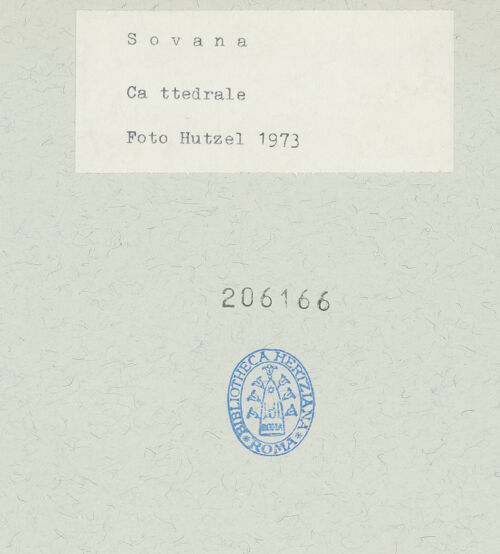 S o v a n a
Ca ttedrale
Foto Hutzel 1973
206166
BIBLIOTHECA HERTZIANA
ROMA